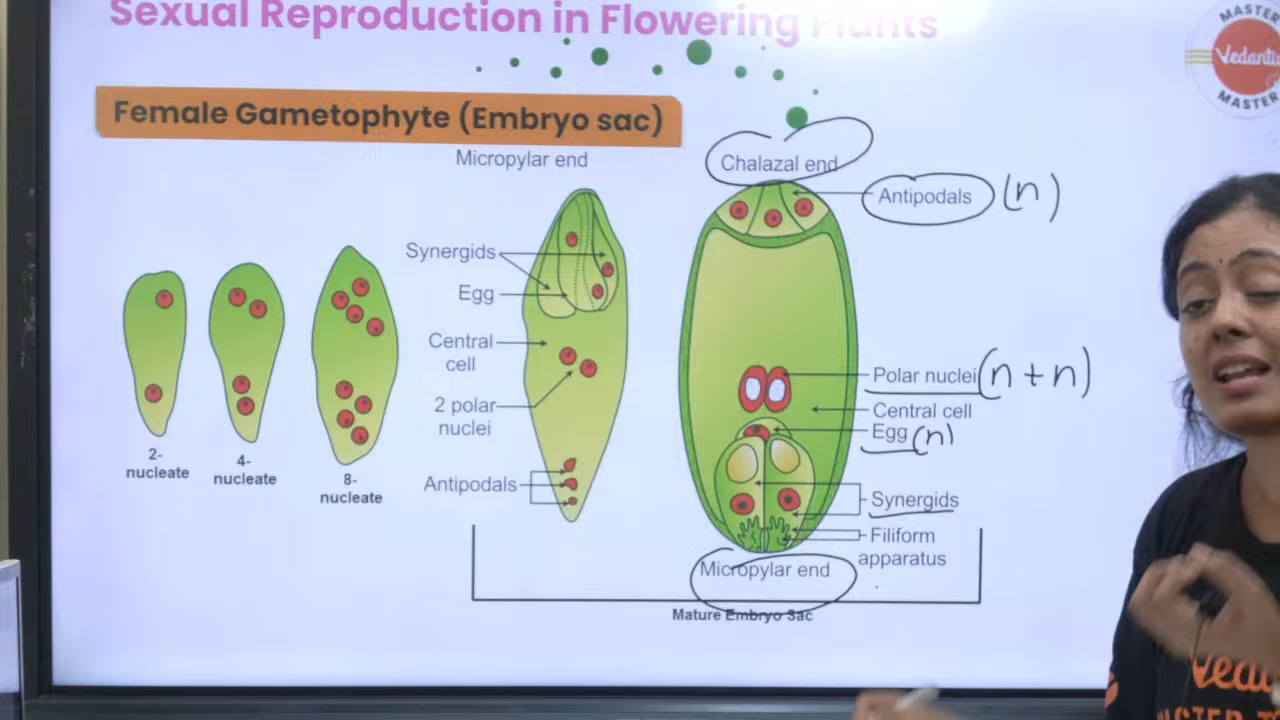 Sexual Reproduction in Flowering Plants
MASTER
Vedantu
MASTER
Female Gametophyte (Embryo sac)
Micropylar end
Chalazal end
Antipodals (n)
Synergids
Egg
Central
cell
2 polar
nuclei
Antipodals
Polar nuclei (n + n)
Central cell
Egg (n)
Synergids
Filiform
apparatus
Micropylar end
2-
nucleate
4-
nucleate
8-
nucleate
Mature Embryo Sac